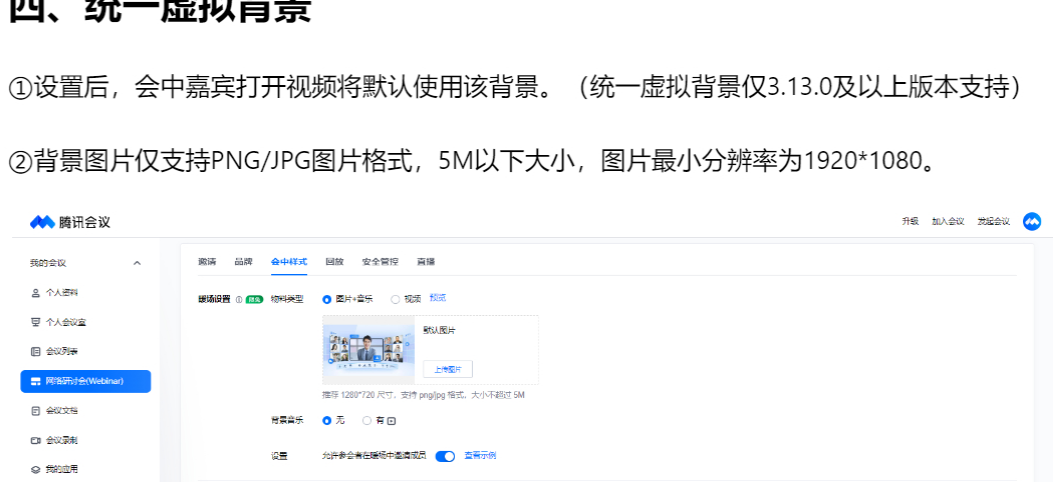 四、统一虚拟背景
①设置后，会中嘉宾打开视频将默认使用该背景。（统一虚拟背景仅3.13.0及以上版本支持）
②背景图片仅支持PNG/JPG图片格式，5M以下大小，图片最小分辨率为1920*1080。
腾讯会议 升级 加入会议 发起会议
我的会议 邀请 品牌 会中样式 回放 安全管控 直播
个人资料 暖场设置 限免 物料类型 图片+音乐 视频 预览
个人会议室 默认图片
会议列表
上传图片
网络研讨会(Webinar)
推荐 1280*720 尺寸，支持 png/jpg 格式，大小不超过 5M
会议文档 背景音乐 无 有
会议录制
设置 允许参会者在暖场中邀请成员 查看示例
我的应用